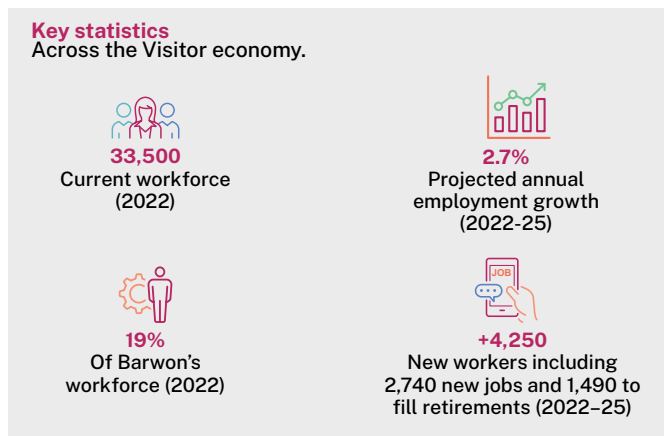 Key statistics
Across the Visitor economy.
33,500
Current workforce
(2022)
2.7%
Projected annual
employment growth
(2022-25)
19%
Of Barwon's
workforce (2022)
JOB
+4,250
New workers including
2,740 new jobs and 1,490 to
fill retirements (2022–25)